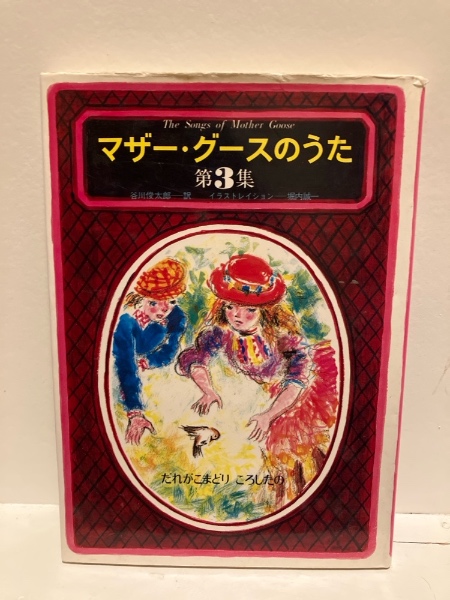 The Songs of Mother Goose
マザー・グースのうた
第3集
谷川俊太郎──訳 イラストレイション──堀内誠一
だれがこまどり ころしたの